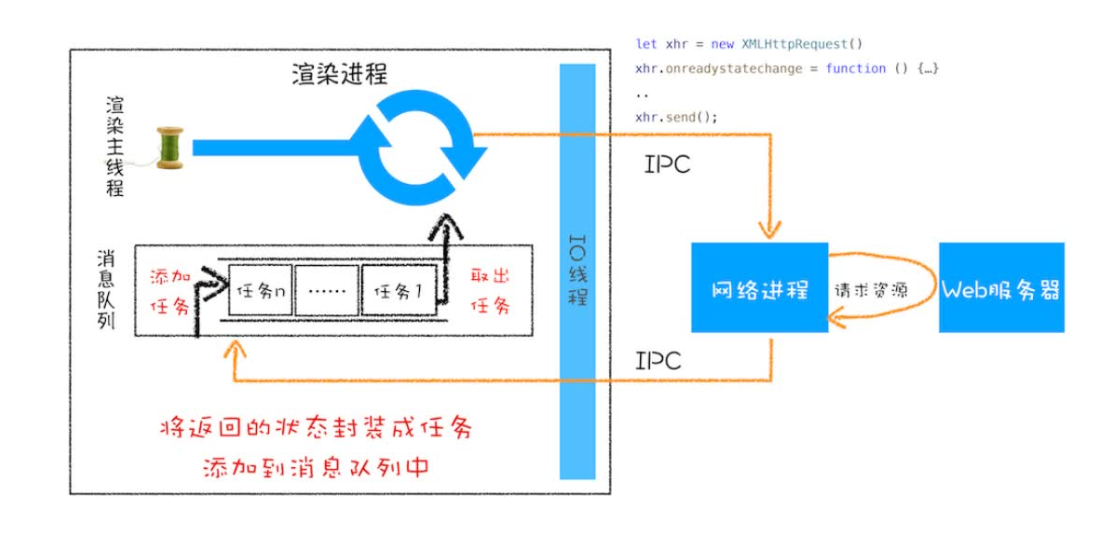 let xhr = new XMLHttpRequest()
xhr.onreadystatechange = function () {…}
..
xhr.send();
渲染进程
渲染主线程
IPC
消息队列
添加
任务
任务n
……
任务1
取出
任务
IO线程
网络进程
请求资源
Web服务器
IPC
将返回的状态封装成任务
添加到消息队列中